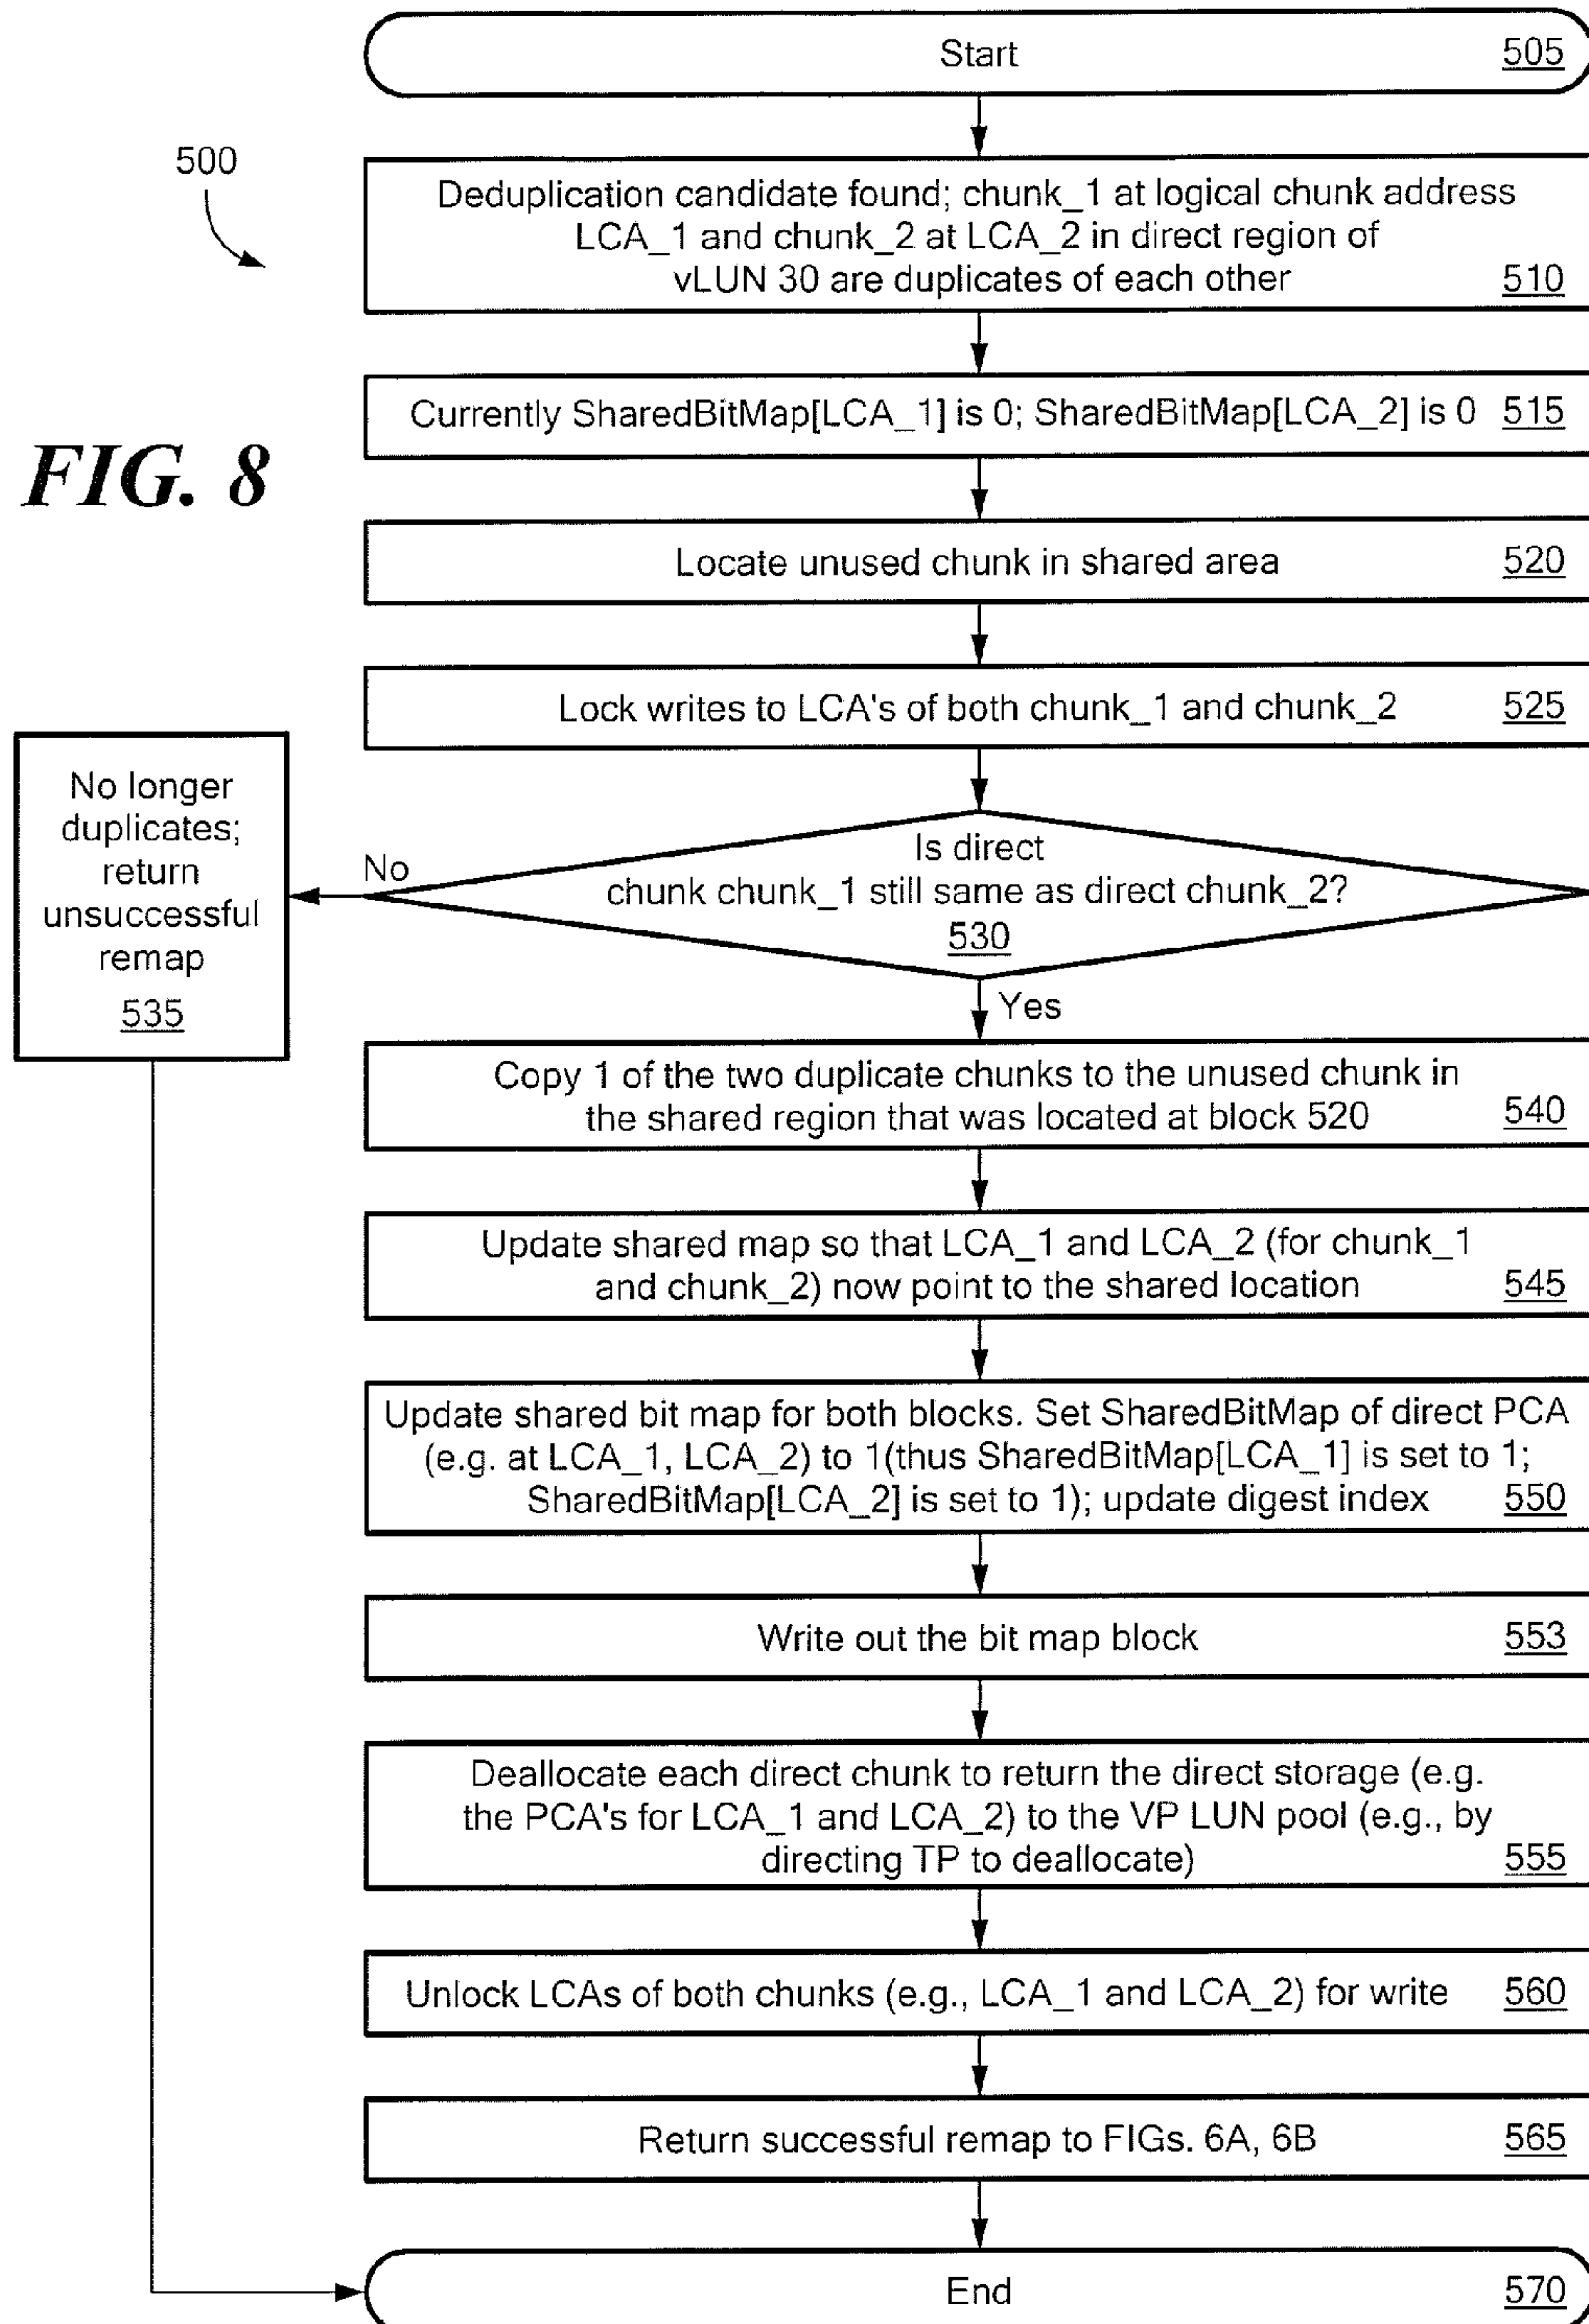 Start 505
500
Deduplication candidate found; chunk_1 at logical chunk address
LCA_1 and chunk_2 at LCA_2 in direct region of
vLUN 30 are duplicates of each other 510
Currently SharedBitMap[LCA_1] is 0; SharedBitMap[LCA_2] is 0 515
FIG. 8
Locate unused chunk in shared area 520
Lock writes to LCA's of both chunk_1 and chunk_2 525
Is direct
chunk chunk_1 still same as direct chunk_2?
530
No
No longer
duplicates;
return
unsuccessful
remap
535
Yes
Copy 1 of the two duplicate chunks to the unused chunk in
the shared region that was located at block 520 540
Update shared map so that LCA_1 and LCA_2 (for chunk_1
and chunk_2) now point to the shared location 545
Update shared bit map for both blocks. Set SharedBitMap of direct PCA
(e.g. at LCA_1, LCA_2) to 1(thus SharedBitMap[LCA_1] is set to 1;
SharedBitMap[LCA_2] is set to 1); update digest index 550
Write out the bit map block 553
Deallocate each direct chunk to return the direct storage (e.g.
the PCA's for LCA_1 and LCA_2) to the VP LUN pool (e.g., by
directing TP to deallocate) 555
Unlock LCAs of both chunks (e.g., LCA_1 and LCA_2) for write 560
Return successful remap to FIGs. 6A, 6B 565
End 570